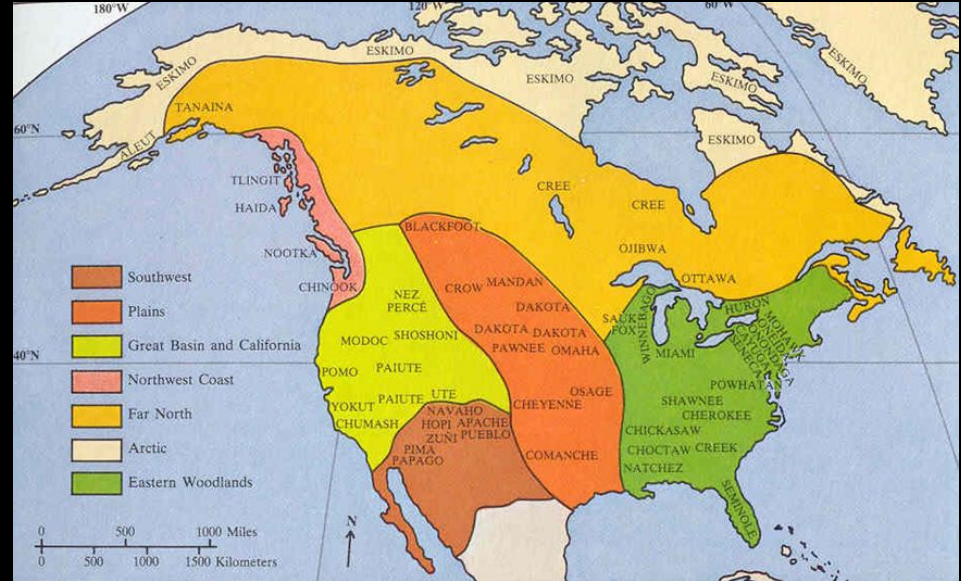 180°W
120°W
60°W
ESKIMO
ESKIMO
ESKIMO
ESKIMO
ESKIMO
TANAINA
60°N
ALEUT
ESKIMO
TLINGIT
HAIDA
CREE
CREE
NOOTKA
BLACKFOOT
OJIBWA
OTTAWA
CHINOOK
NEZ
PERCÉ
CROW
MANDAN
DAKOTA
SAUK
FOX
WINNEBAGO
HURON
MOHAWK
ONEIDA
ONONDAGA
CAYUGA
SENECA
MODOC
SHOSHONI
DAKOTA
DAKOTA
PAWNEE
OMAHA
MIAMI
40°N
POMO
PAIUTE
POWHATAN
YOKUT
PAIUTE
UTE
CHEYENNE
OSAGE
SHAWNEE
CHEROKEE
CHUMASH
NAVAHO
HOPI
APACHE
ZUÑI
PUEBLO
CHICKASAW
PIMA
PAPAGO
COMANCHE
CHOCTAW
CREEK
NATCHEZ
SEMINOLE
Southwest
Plains
Great Basin and California
Northwest Coast
Far North
Arctic
Eastern Woodlands
0 500 1000 Miles
0 500 1000 1500 Kilometers
N